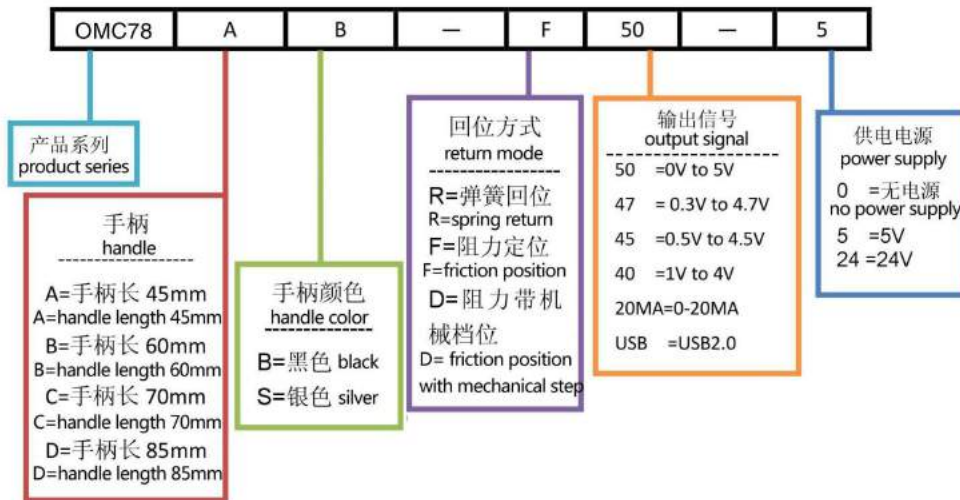 OMC78 A B — F 50 — 5
产品系列
product series
手柄
handle
A=手柄长 45mm
A=handle length 45mm
B=手柄长 60mm
B=handle length 60mm
C=手柄长 70mm
C=handle length 70mm
D=手柄长 85mm
D=handle length 85mm
手柄颜色
handle color
B=黑色 black
S=银色 silver
回位方式
return mode
R=弹簧回位
R=spring return
F=阻力定位
F=friction position
D=阻力带机
械档位
D= friction position
with mechanical step
输出信号
output signal
50 =0V to 5V
47 = 0.3V to 4.7V
45 =0.5V to 4.5V
40 =1V to 4V
20MA=0-20MA
USB =USB2.0
供电电源
power supply
0 =无电源
no power supply
5 =5V
24 =24V